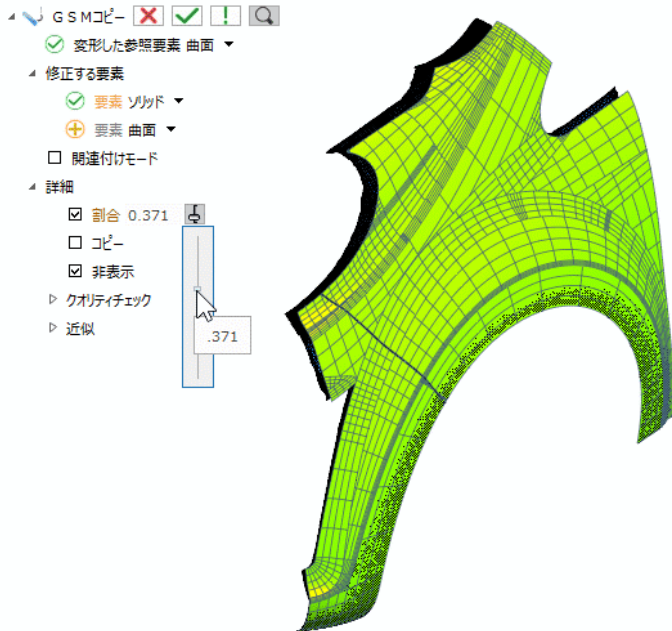 GSMコピー
変形した参照要素 曲面
修正する要素
要素 ソリッド
要素 曲面
関連付けモード
詳細
割合 0.371
コピー
非表示
.371
クオリティチェック
近似